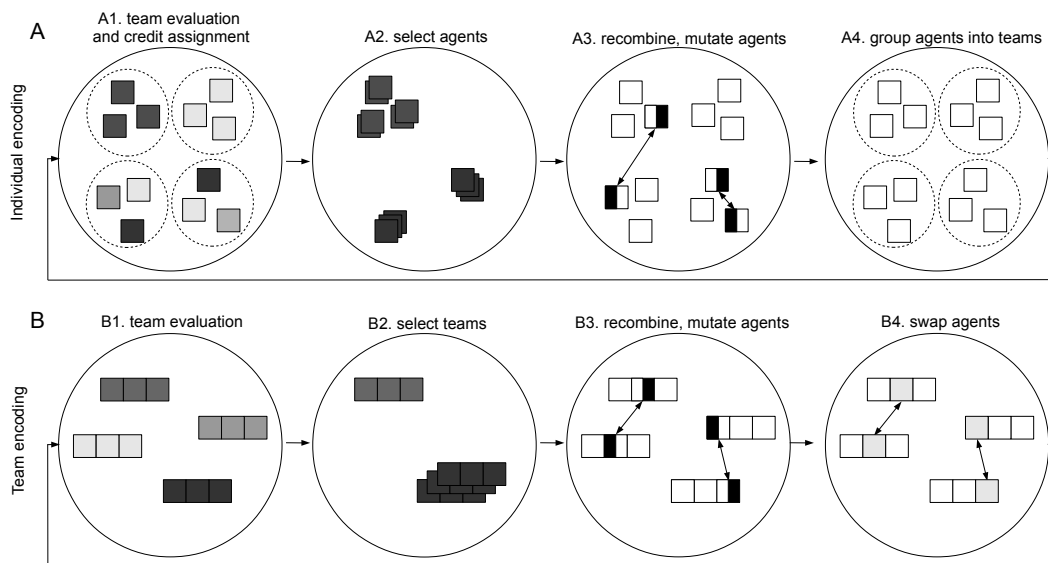 A
A1. team evaluation
and credit assignment
A2. select agents
A3. recombine, mutate agents
A4. group agents into teams
Individual encoding
B
B1. team evaluation
B2. select teams
B3. recombine, mutate agents
B4. swap agents
Team encoding